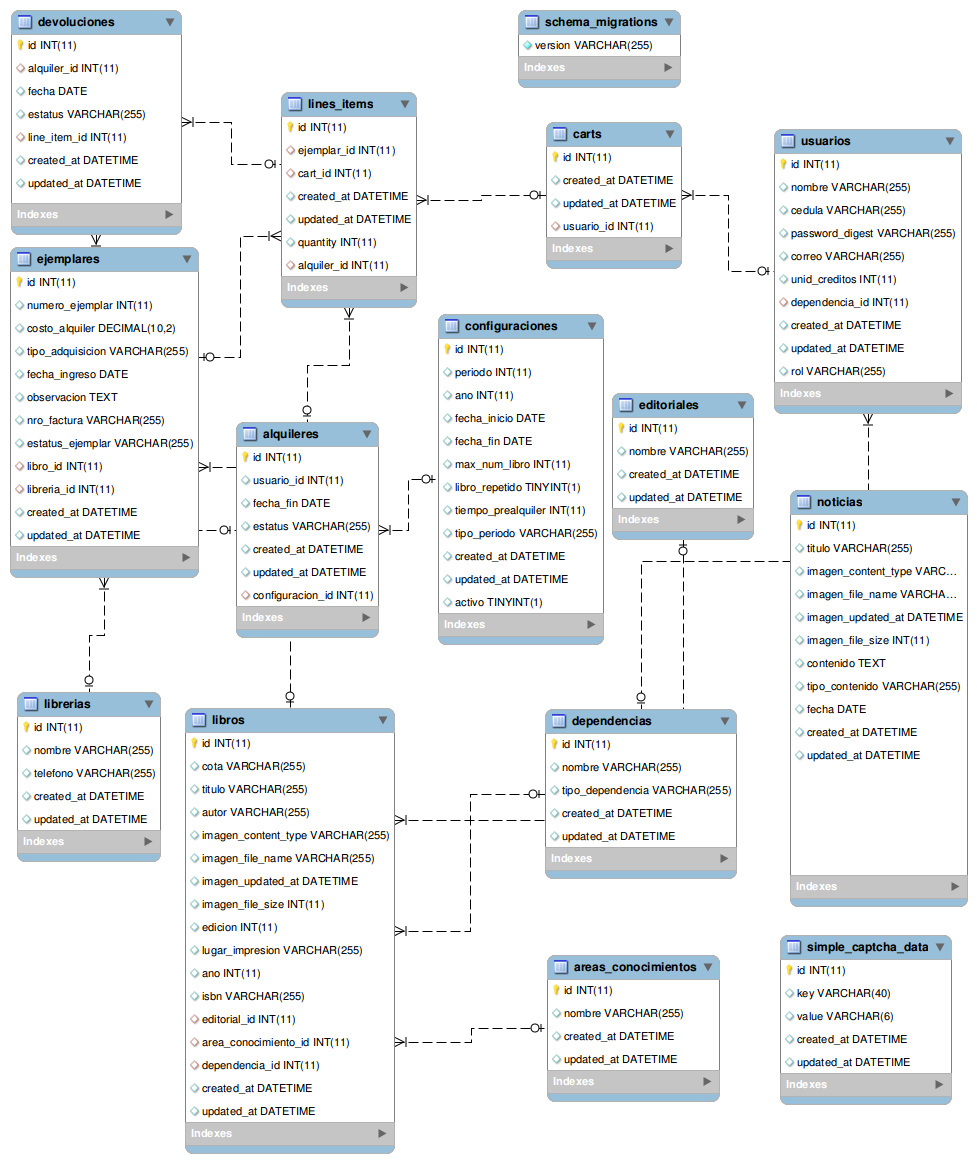 devoluciones
id INT(11)
alquiler_id INT(11)
fecha DATE
estatus VARCHAR(255)
line_item_id INT(11)
created_at DATETIME
updated_at DATETIME
Indexes
schema_migrations
version VARCHAR(255)
Indexes
lines_items
id INT(11)
ejemplar_id INT(11)
cart_id INT(11)
created_at DATETIME
updated_at DATETIME
quantity INT(11)
alquiler_id INT(11)
Indexes
carts
id INT(11)
created_at DATETIME
updated_at DATETIME
usuario_id INT(11)
Indexes
usuarios
id INT(11)
nombre VARCHAR(255)
cedula VARCHAR(255)
password_digest VARCHAR(255)
correo VARCHAR(255)
unid_creditos INT(11)
dependencia_id INT(11)
created_at DATETIME
updated_at DATETIME
rol VARCHAR(255)
Indexes
ejemplares
id INT(11)
numero_ejemplar INT(11)
costo_alquiler DECIMAL(10,2)
tipo_adquisicion VARCHAR(255)
fecha_ingreso DATE
observacion TEXT
nro_factura VARCHAR(255)
estatus_ejemplar VARCHAR(255)
libro_id INT(11)
libreria_id INT(11)
created_at DATETIME
updated_at DATETIME
Indexes
configuraciones
id INT(11)
periodo INT(11)
ano INT(11)
fecha_inicio DATE
fecha_fin DATE
max_num_libro INT(11)
libro_repetido TINYINT(1)
tiempo_prealquiler INT(11)
tipo_periodo VARCHAR(255)
created_at DATETIME
updated_at DATETIME
activo TINYINT(1)
Indexes
editoriales
id INT(11)
nombre VARCHAR(255)
created_at DATETIME
updated_at DATETIME
Indexes
alquileres
id INT(11)
usuario_id INT(11)
fecha_fin DATE
estatus VARCHAR(255)
created_at DATETIME
updated_at DATETIME
configuracion_id INT(11)
Indexes
noticias
id INT(11)
titulo VARCHAR(255)
imagen_content_type VARC...
imagen_file_name VARCHA...
imagen_updated_at DATETIME
imagen_file_size INT(11)
contenido TEXT
tipo_contenido VARCHAR(255)
fecha DATE
created_at DATETIME
updated_at DATETIME
Indexes
librerias
id INT(11)
nombre VARCHAR(255)
telefono VARCHAR(255)
created_at DATETIME
updated_at DATETIME
Indexes
libros
id INT(11)
cota VARCHAR(255)
titulo VARCHAR(255)
autor VARCHAR(255)
imagen_content_type VARCHAR(255)
imagen_file_name VARCHAR(255)
imagen_updated_at DATETIME
imagen_file_size INT(11)
edicion INT(11)
lugar_impresion VARCHAR(255)
ano INT(11)
isbn VARCHAR(255)
editorial_id INT(11)
area_conocimiento_id INT(11)
dependencia_id INT(11)
created_at DATETIME
updated_at DATETIME
Indexes
dependencias
id INT(11)
nombre VARCHAR(255)
tipo_dependencia VARCHAR(255)
created_at DATETIME
updated_at DATETIME
Indexes
areas_conocimientos
id INT(11)
nombre VARCHAR(255)
created_at DATETIME
updated_at DATETIME
Indexes
simple_captcha_data
id INT(11)
key VARCHAR(40)
value VARCHAR(6)
created_at DATETIME
updated_at DATETIME
Indexes